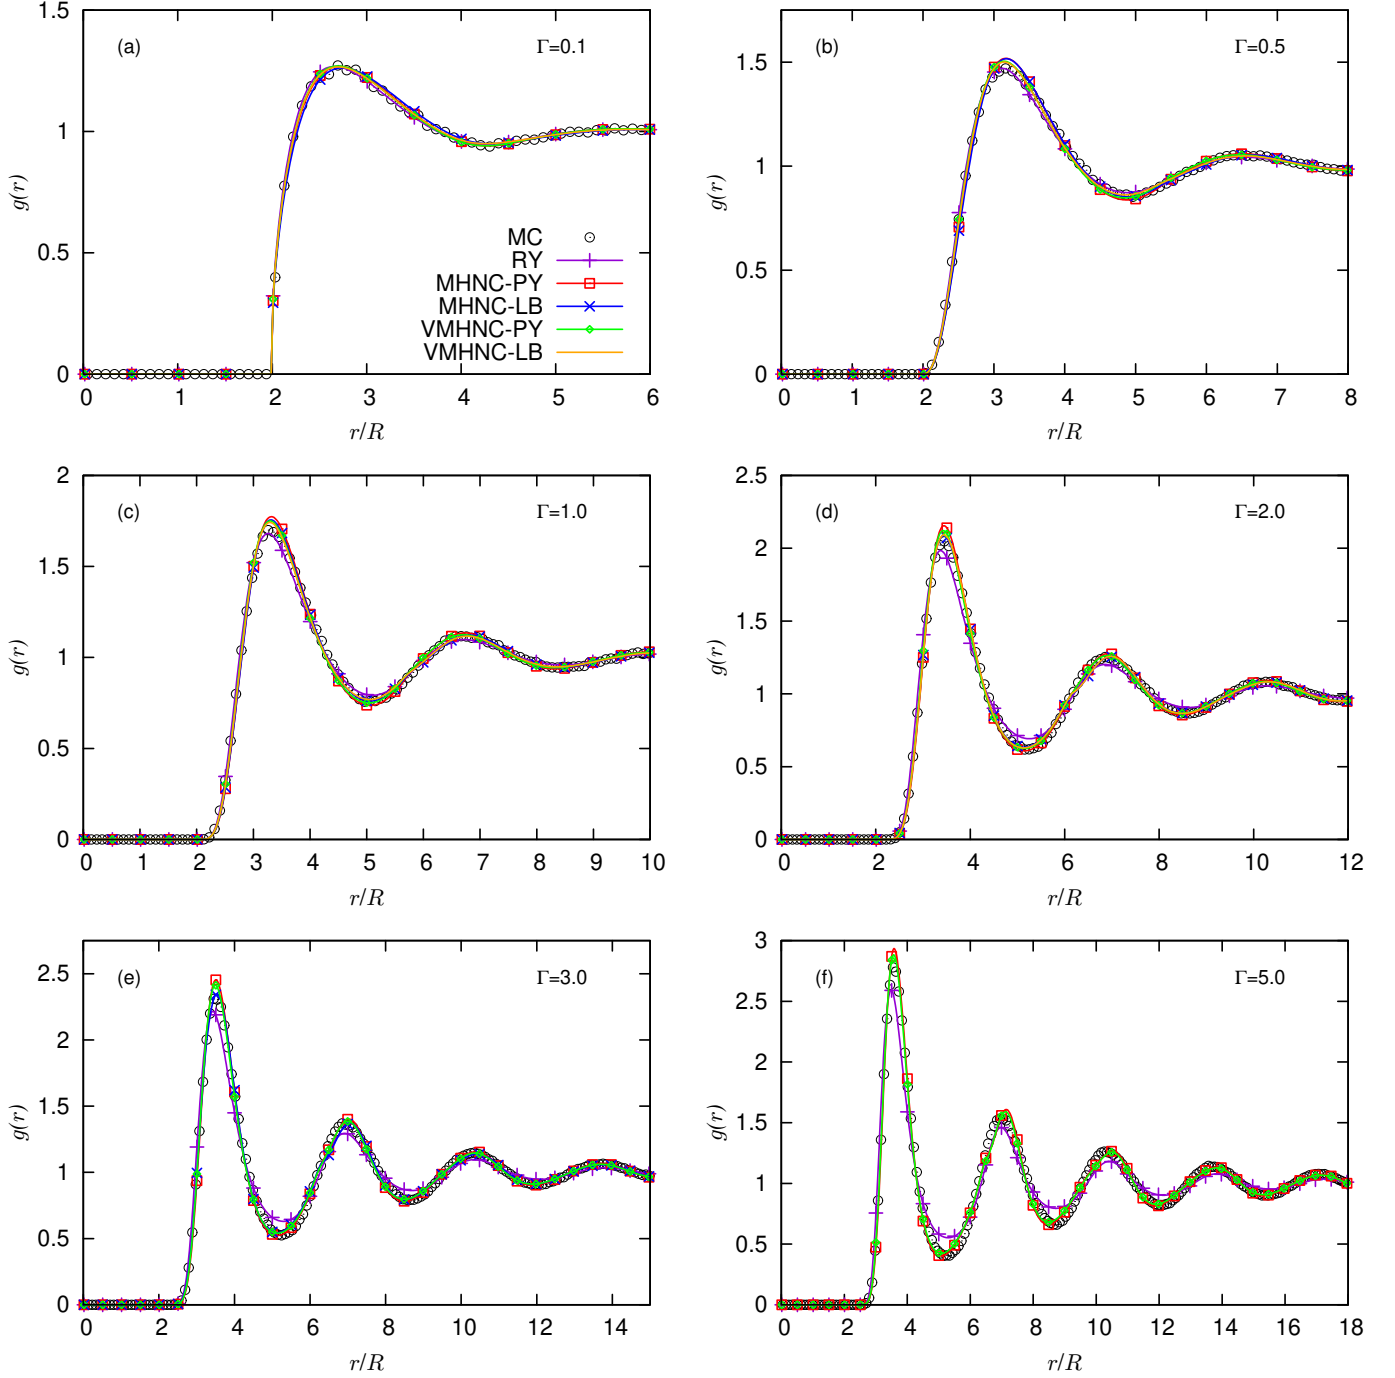 (a)
Γ=0.1
g(r)
1.5
1
0.5
0
MC
RY
MHNC-PY
MHNC-LB
VMHNC-PY
VMHNC-LB
0 1 2 3 4 5 6
r/R
(b)
Γ=0.5
g(r)
1.5
1
0.5
0
0 1 2 3 4 5 6 7 8
r/R
(c)
Γ=1.0
g(r)
2
1.5
1
0.5
0
0 1 2 3 4 5 6 7 8 9 10
r/R
(d)
Γ=2.0
g(r)
2.5
2
1.5
1
0.5
0
0 2 4 6 8 10 12
r/R
(e)
Γ=3.0
g(r)
2.5
2
1.5
1
0.5
0
0 2 4 6 8 10 12 14
r/R
(f)
Γ=5.0
g(r)
3
2.5
2
1.5
1
0.5
0
0 2 4 6 8 10 12 14 16 18
r/R